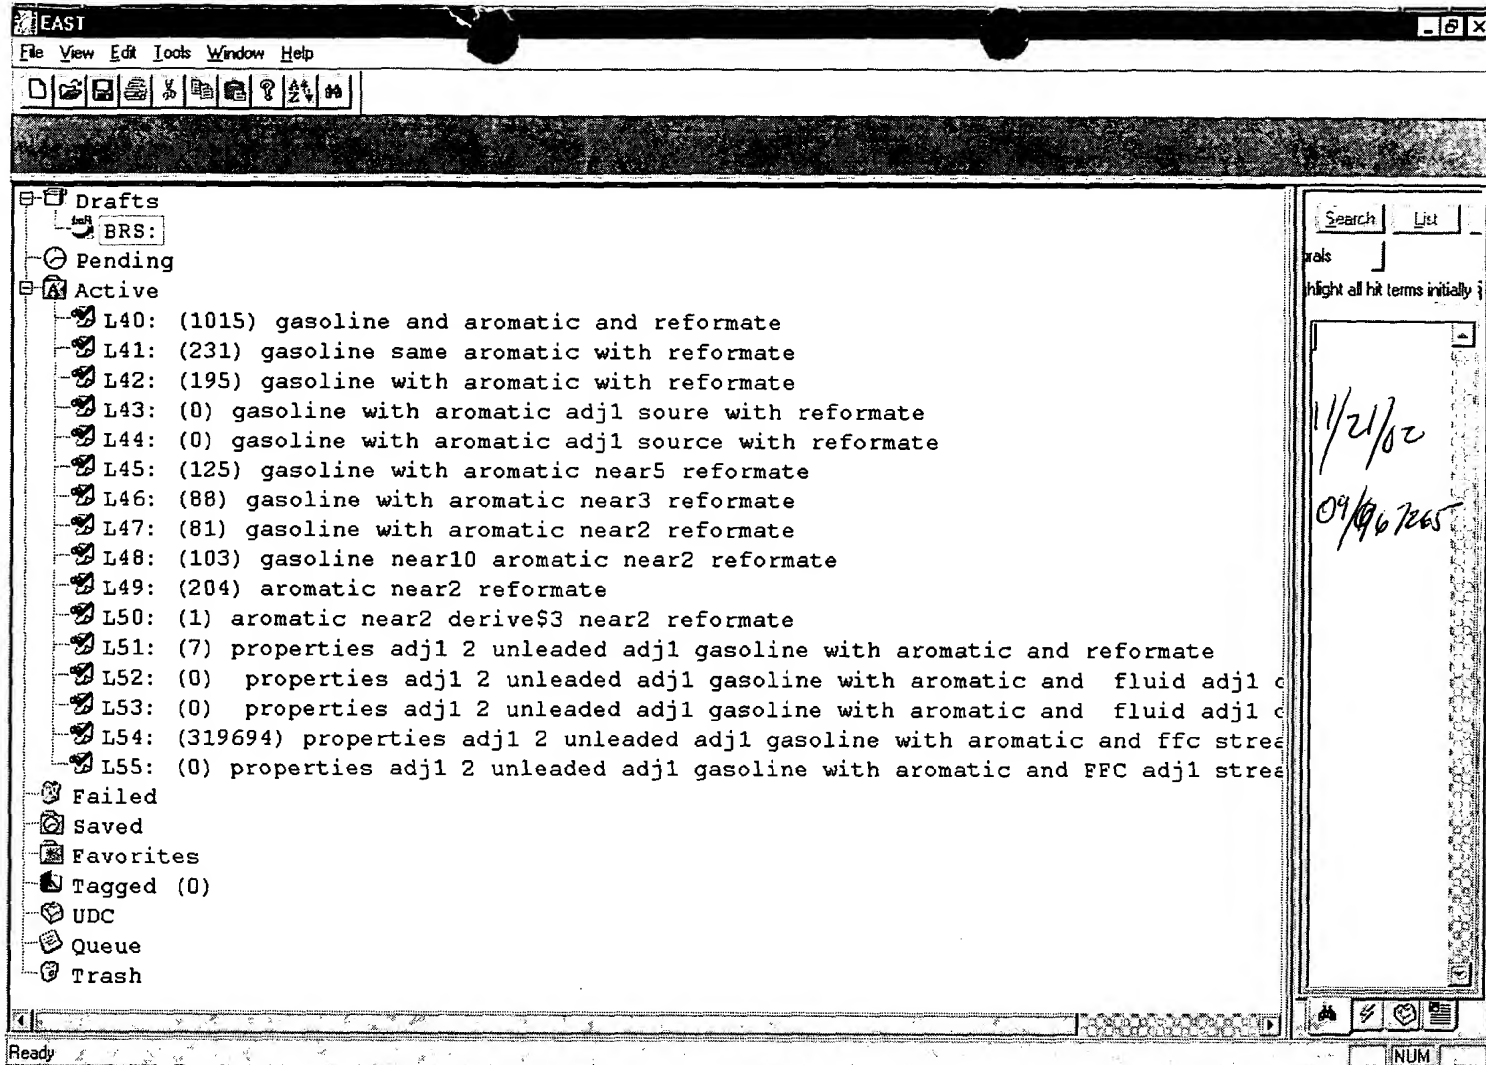 EAST
File View Edit Tools Window Help
Drafts
BRS:
Pending
Active
L40: (1015) gasoline and aromatic and reformate
L41: (231) gasoline same aromatic with reformate
L42: (195) gasoline with aromatic with reformate
L43: (0) gasoline with aromatic adj1 soure with reformate
L44: (0) gasoline with aromatic adj1 source with reformate
L45: (125) gasoline with aromatic near5 reformate
L46: (88) gasoline with aromatic near3 reformate
L47: (81) gasoline with aromatic near2 reformate
L48: (103) gasoline near10 aromatic near2 reformate
L49: (204) aromatic near2 reformate
L50: (1) aromatic near2 derive$3 near2 reformate
L51: (7) properties adj1 2 unleaded adj1 gasoline with aromatic and reformate
L52: (0) properties adj1 2 unleaded adj1 gasoline with aromatic and fluid adj1 c
L53: (0) properties adj1 2 unleaded adj1 gasoline with aromatic and fluid adj1 c
L54: (319694) properties adj1 2 unleaded adj1 gasoline with aromatic and ffc strea
L55: (0) properties adj1 2 unleaded adj1 gasoline with aromatic and FFC adj1 strea
Failed
Saved
Favorites
Tagged (0)
UDC
Queue
Trash
Search List
rals
hlight all hit terms initially
11/21/02
Ready
NUM